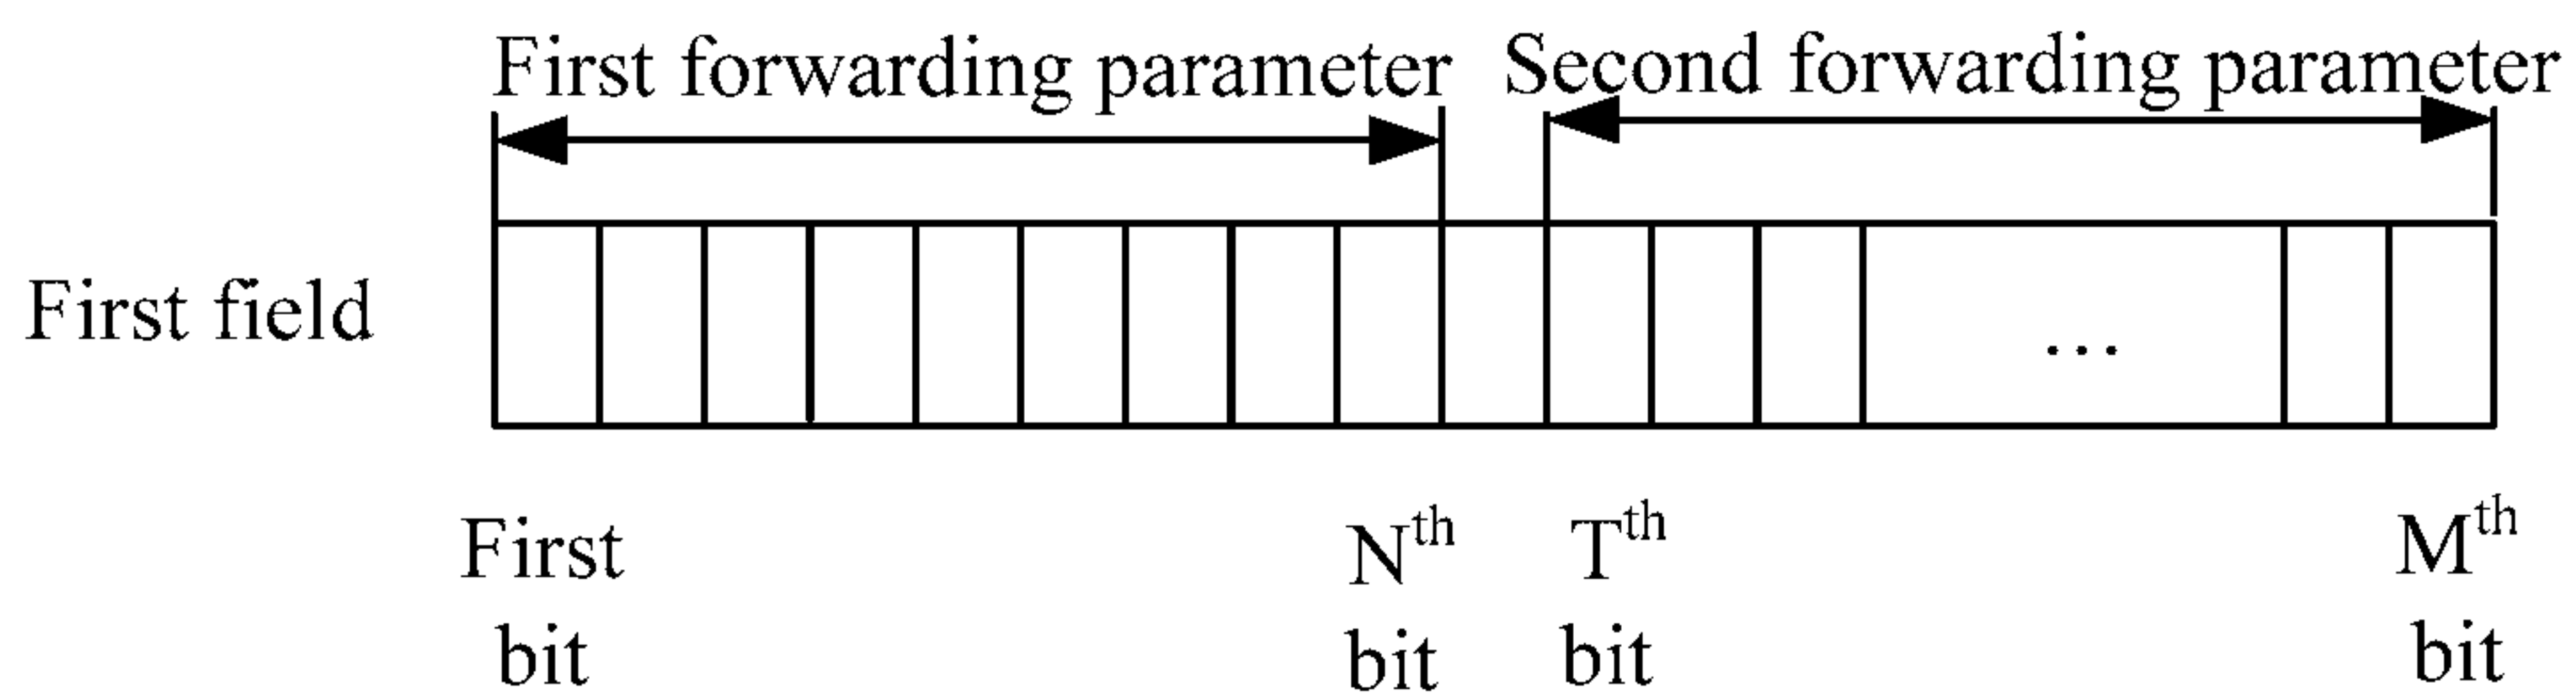 First forwarding parameter Second forwarding parameter
First field
...
First bit
Nth bit
Tth bit
Mth bit